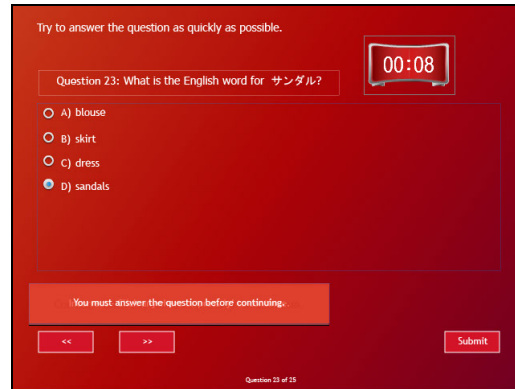 Try to answer the question as quickly as possible.
00:08
Question 23: What is the English word for サンダル?
A) blouse
B) skirt
C) dress
D) sandals
You must answer the question before continuing.
<<
>>
Submit
Question 23 of 25